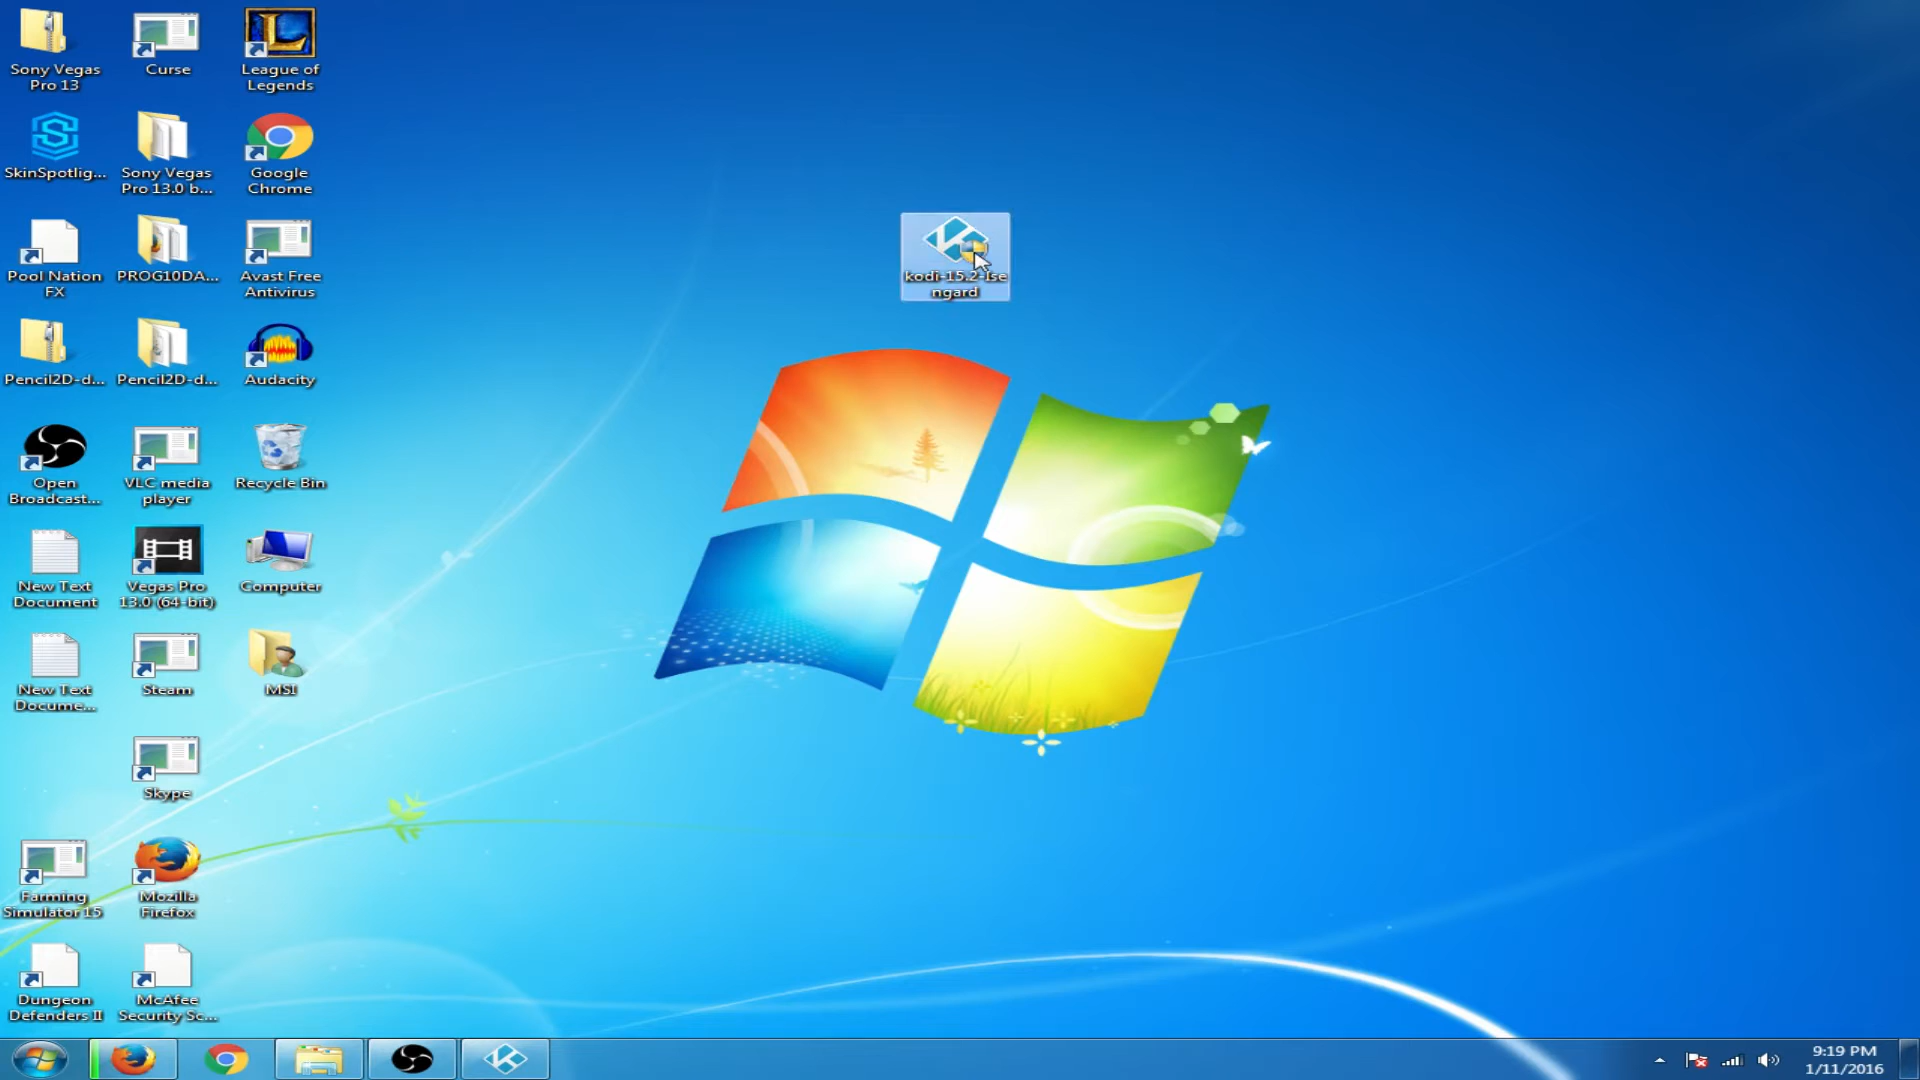 Sony Vegas
Pro 13
Curse
League of
Legends
SkinSpotlig...
Sony Vegas
Pro 13.0 b...
Google
Chrome
Pool Nation
FX
PROG10DA...
Avast Free
Antivirus
kodi-15.2-Ise
ngard
Pencil2D-d...
Pencil2D-d...
Audacity
Open
Broadcast...
VLC media
player
Recycle Bin
New Text
Document
Vegas Pro
13.0 (64-bit)
Computer
New Text
Docume...
Steam
MSI
Skype
Farming
Simulator 15
Mozilla
Firefox
Dungeon
Defenders II
McAfee
Security Sc...
9:19 PM
1/11/2016